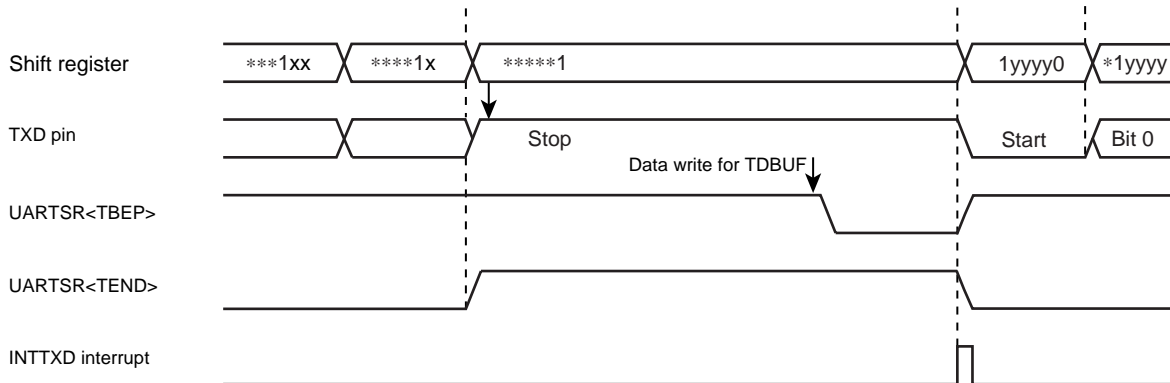 Shift register ***1xx ****1x *****1 1yyyy0 *1yyyy
TXD pin Stop Start Bit 0
Data write for TDBUF
UARTSR<TBEP>
UARTSR<TEND>
INTTXD interrupt